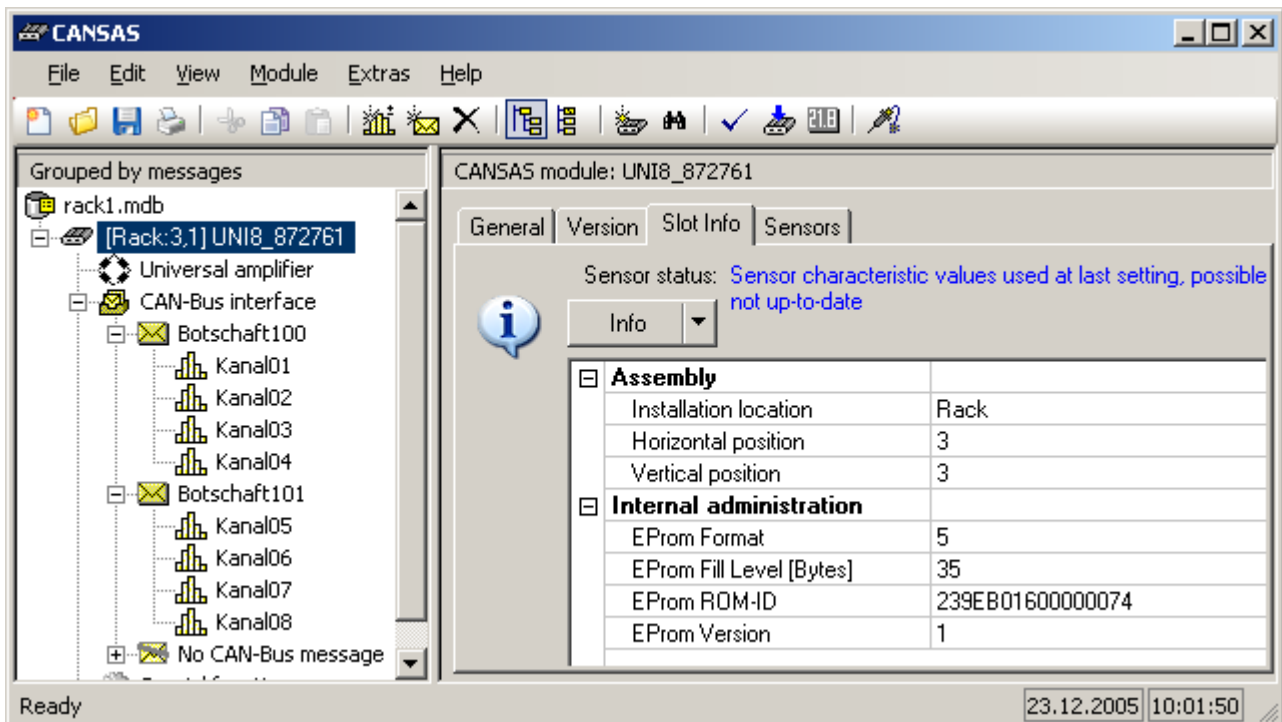 CANSAS
File Edit View Module Extras Help
21.8
Grouped by messages
rack1.mdb
[Rack:3,1] UNI8_872761
Universal amplifier
CAN-Bus interface
Botschaft100
Kanal01
Kanal02
Kanal03
Kanal04
Botschaft101
Kanal05
Kanal06
Kanal07
Kanal08
No CAN-Bus message
CANSAS module: UNI8_872761
General Version Slot Info Sensors
Sensor status: Sensor characteristic values used at last setting, possible
not up-to-date
Info
Assembly
Installation location Rack
Horizontal position 3
Vertical position 3
Internal administration
EProm Format 5
EProm Fill Level [Bytes] 35
EProm ROM-ID 239EB01600000074
EProm Version 1
Ready
23.12.2005 10:01:50